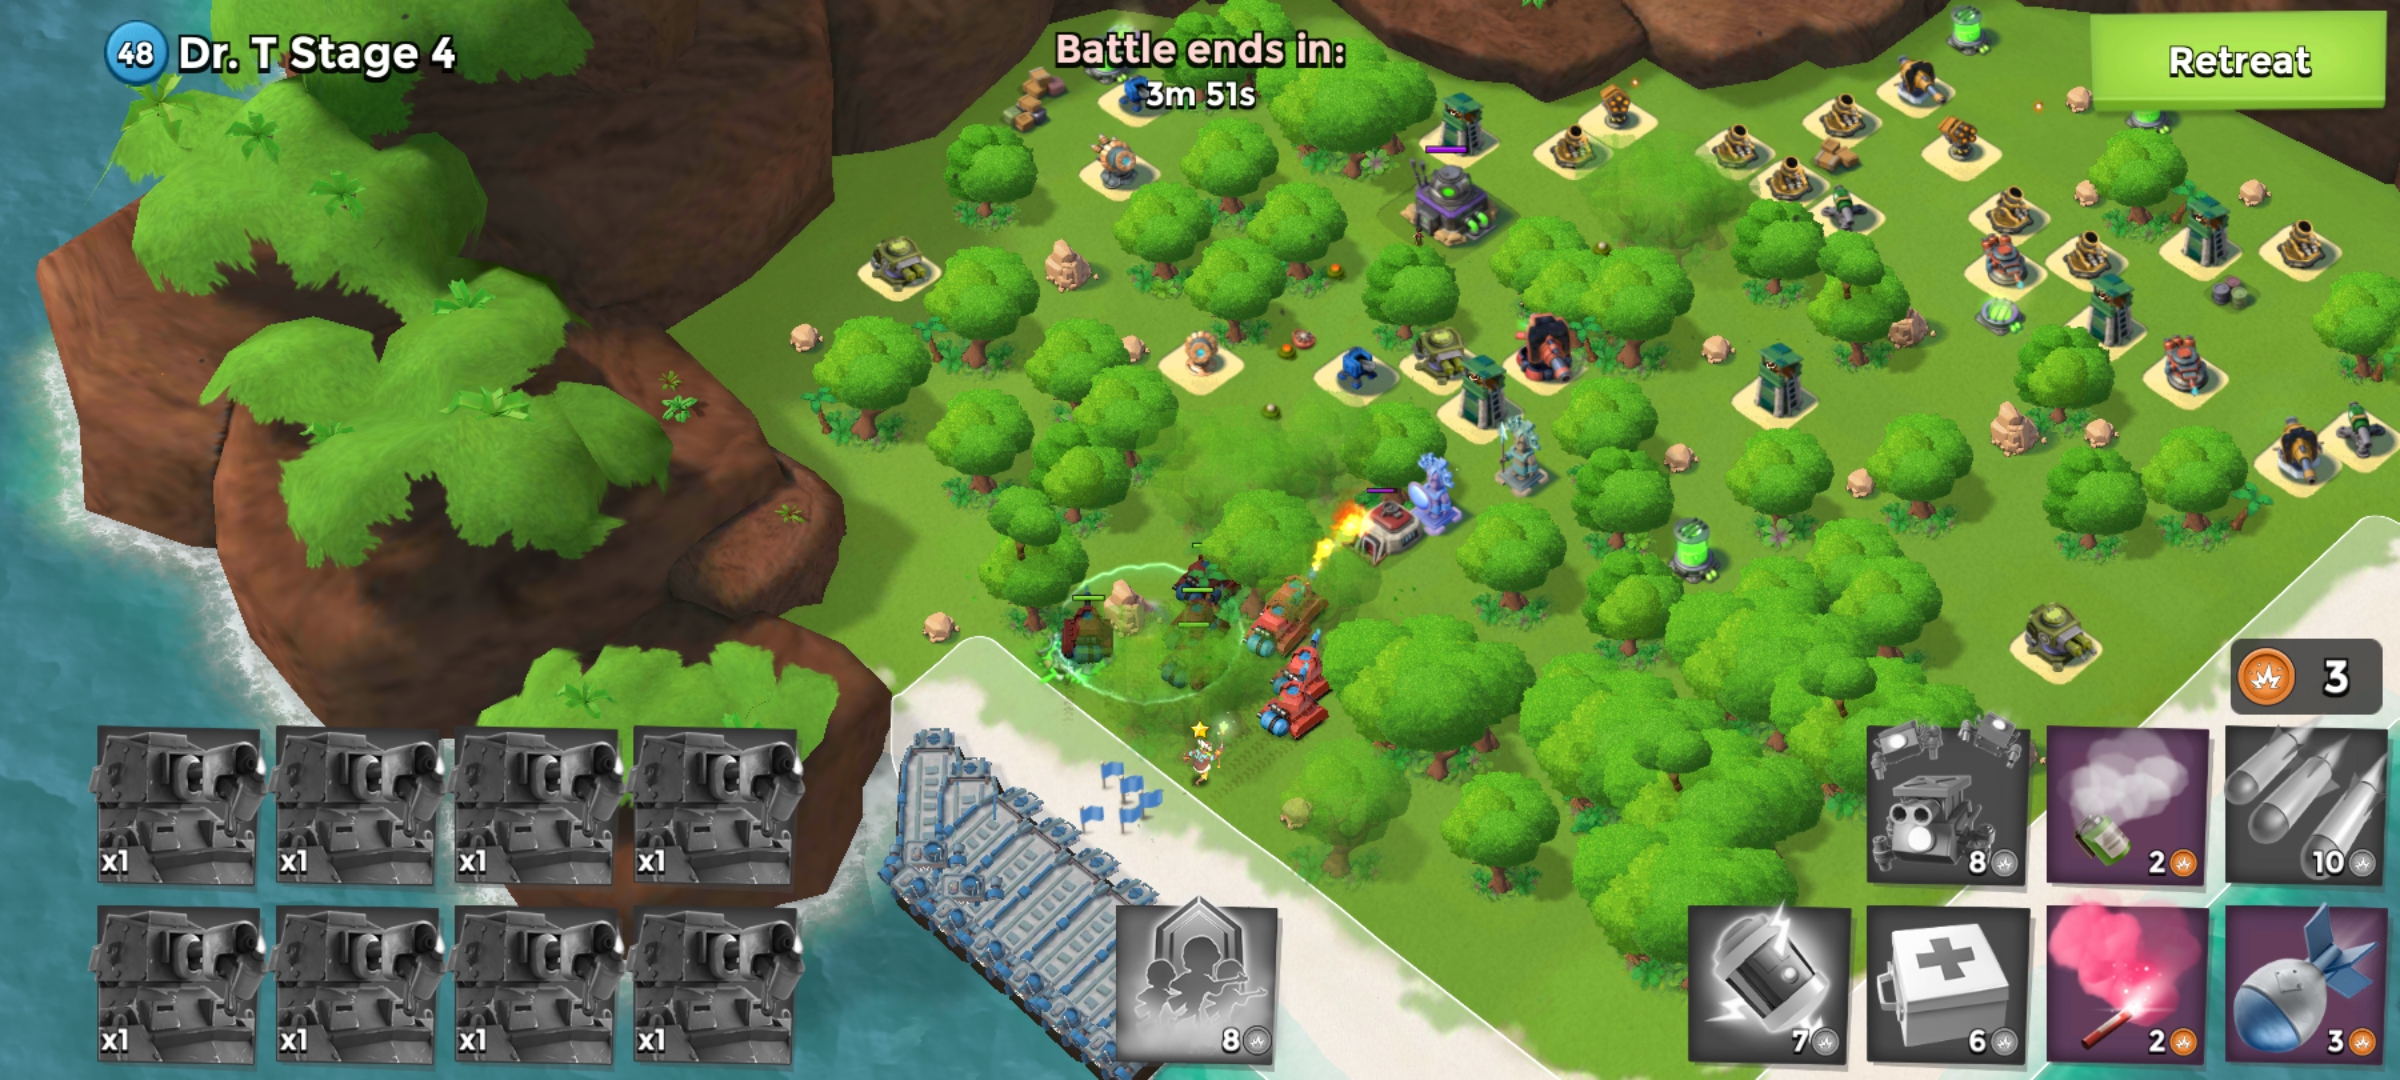 48 Dr. T Stage 4
Battle ends in:
3m 51s
Retreat
3
8
2
10
x1
x1
x1
x1
x1
x1
x1
x1
8
7
6
2
3